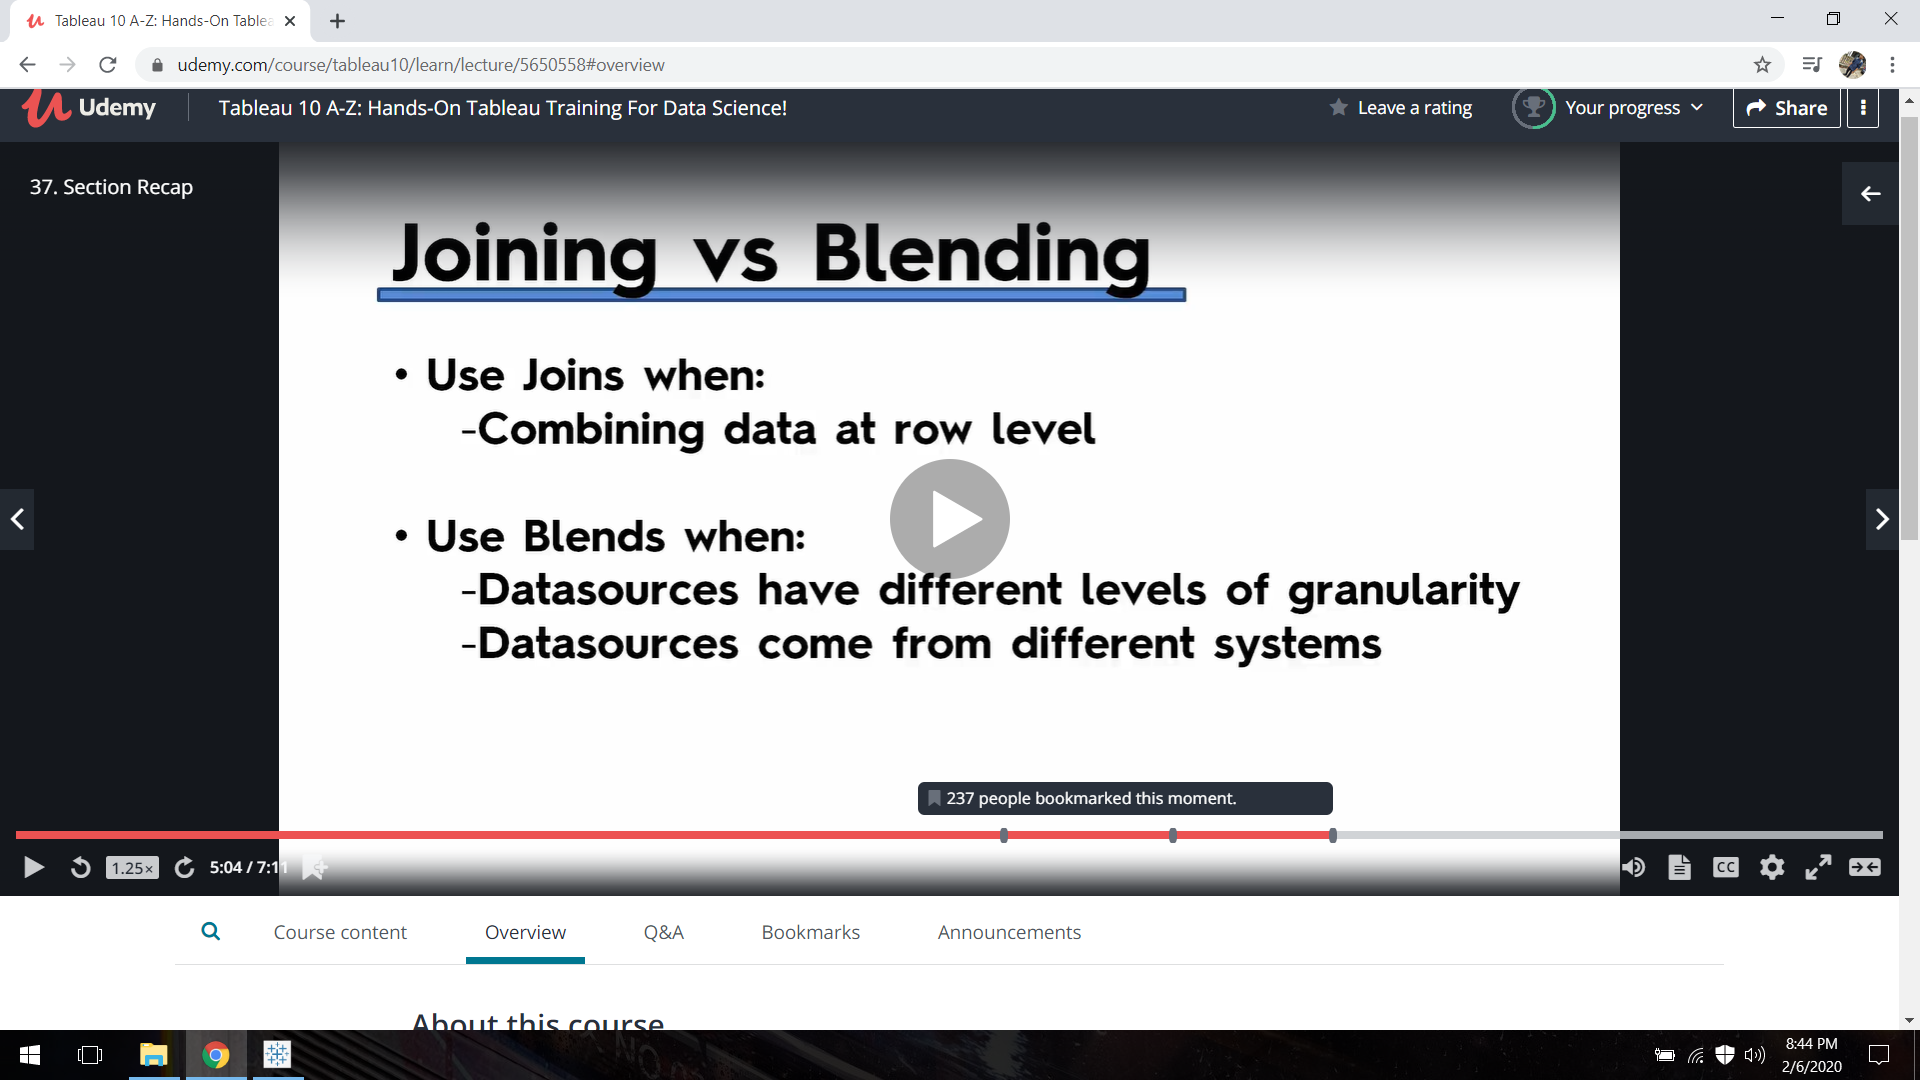 Tableau 10 A-Z: Hands-On Tablea
udemy.com/course/tableau10/learn/lecture/5650558#overview
Udemy
Tableau 10 A-Z: Hands-On Tableau Training For Data Science!
Leave a rating
Your progress
Share
37. Section Recap
Joining vs Blending
• Use Joins when:
-Combining data at row level
• Use Blends when:
-Datasources have different levels of granularity
-Datasources come from different systems
237 people bookmarked this moment.
1.25×
5:04 / 7:11
CC
Course content
Overview
Q&A
Bookmarks
Announcements
About this course
8:44 PM
2/6/2020